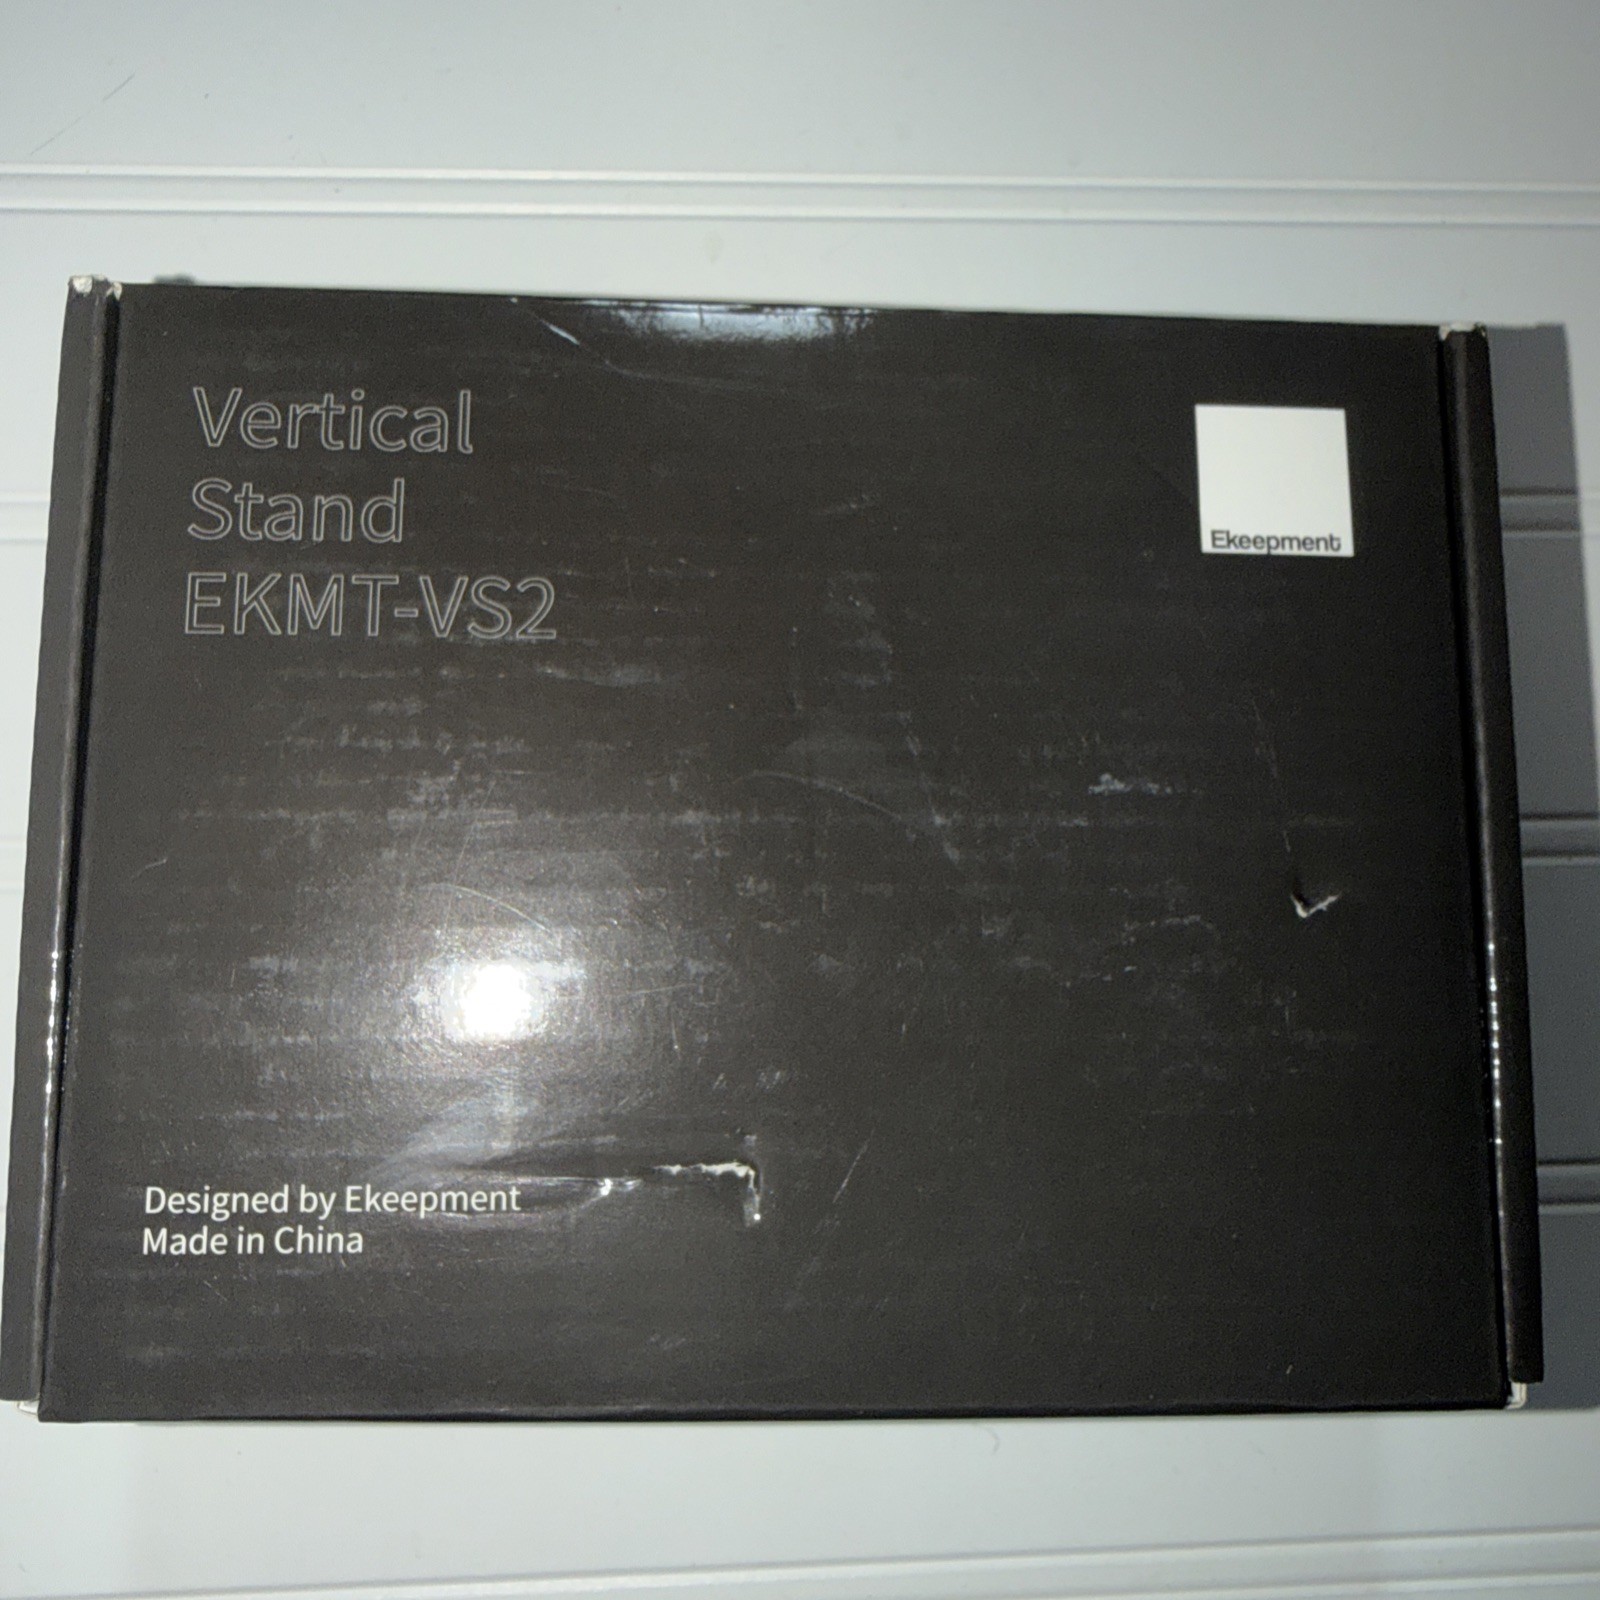 Vertical
Stand
EKMT-VS2
Ekeepment
Designed by Ekeepment
Made in China